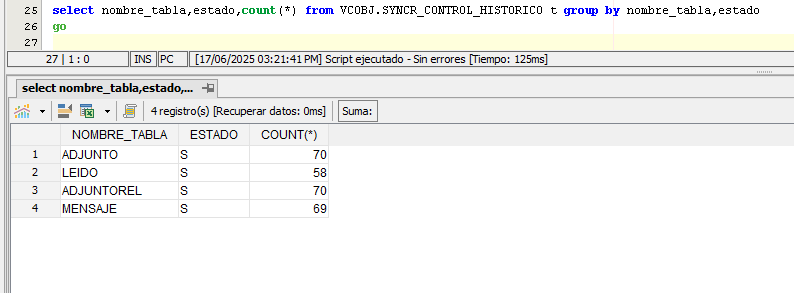 25 select nombre_tabla,estado,count(*) from VCOBJ.SYNCR_CONTROL_HISTORICO t group by nombre_tabla,estado
26 go
27
27 | 1 : 0 INS PC [17/06/2025 03:21:41 PM] Script ejecutado - Sin errores [Tiempo: 125ms]
select nombre_tabla,estado,...
4 registro(s) [Recuperar datos: 0ms] Suma:
NOMBRE_TABLA ESTADO COUNT(*)
1 ADJUNTO S 70
2 LEIDO S 58
3 ADJUNTOREL S 70
4 MENSAJE S 69